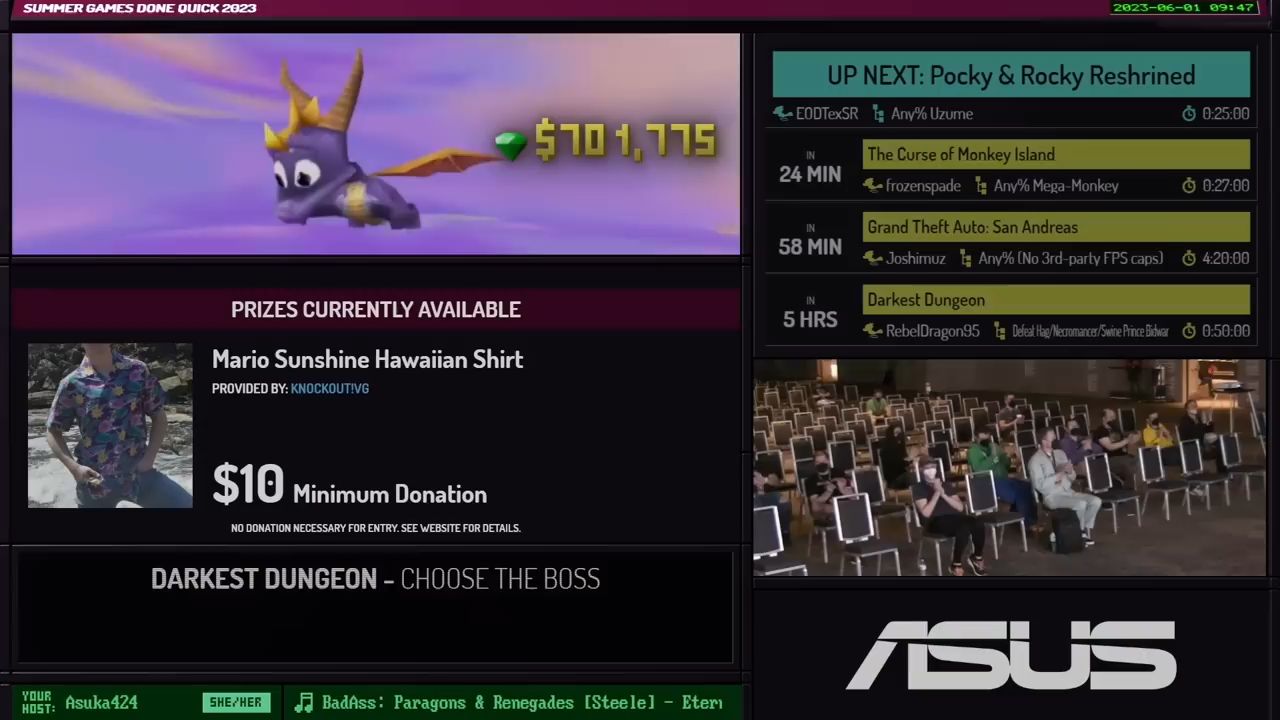 SUMMER GAMES DONE QUICK 2023
2023-06-01 09:47
$701,775
UP NEXT: Pocky & Rocky Reshrined
EODTexSR Any% Uzume 0:25:00
IN 24 MIN
The Curse of Monkey Island
frozenspade Any% Mega-Monkey 0:27:00
IN 58 MIN
Grand Theft Auto: San Andreas
Joshimuz Any% (No 3rd-party FPS caps) 4:20:00
IN 5 HRS
Darkest Dungeon
RebelDragon95 Defeat Hag/Necromancer/Swine Prince Bidwar 0:50:00
PRIZES CURRENTLY AVAILABLE
Mario Sunshine Hawaiian Shirt
PROVIDED BY: KNOCKOUT!VG
$10 Minimum Donation
NO DONATION NECESSARY FOR ENTRY. SEE WEBSITE FOR DETAILS.
DARKEST DUNGEON – CHOOSE THE BOSS
ASUS
YOUR HOST: Asuka424 SHE/HER
BadAss: Paragons & Renegades [Steele] – Etern